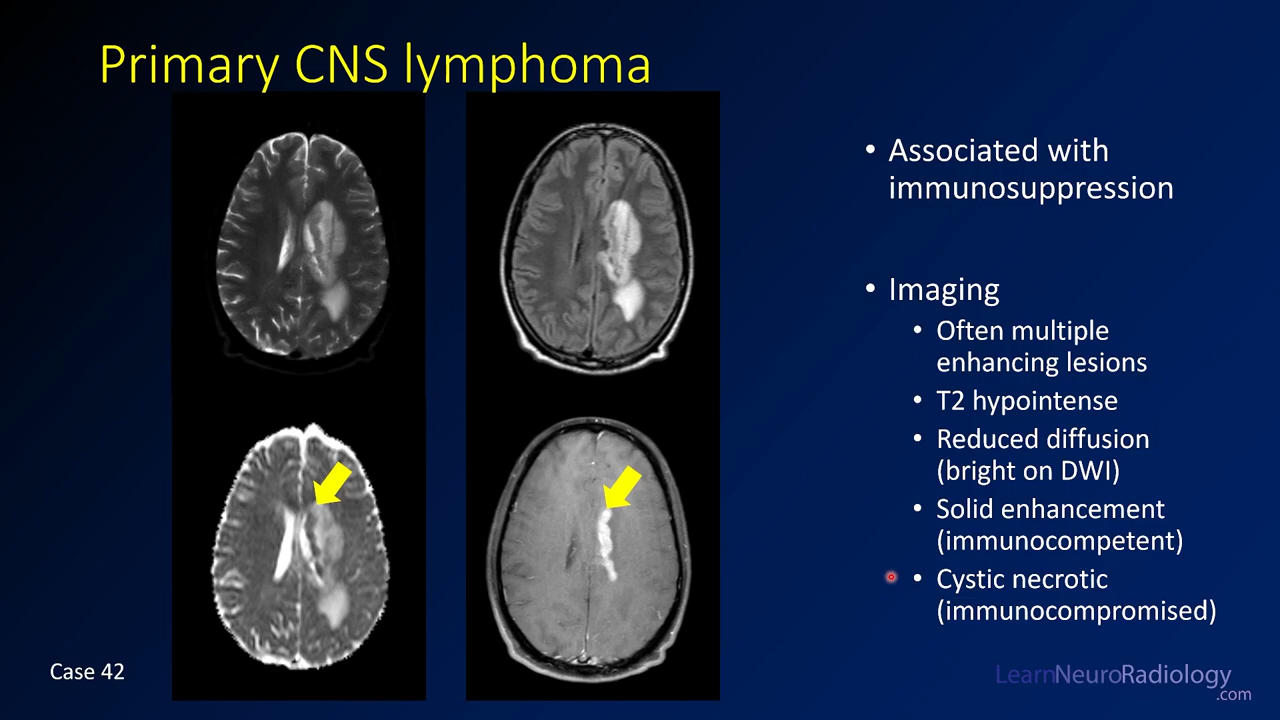 Primary CNS lymphoma
• Associated with
immunosuppression
• Imaging
• Often multiple
enhancing lesions
• T2 hypointense
• Reduced diffusion
(bright on DWI)
• Solid enhancement
(immunocompetent)
• Cystic necrotic
(immunocompromised)
Case 42
LearnNeuroRadiology
.com